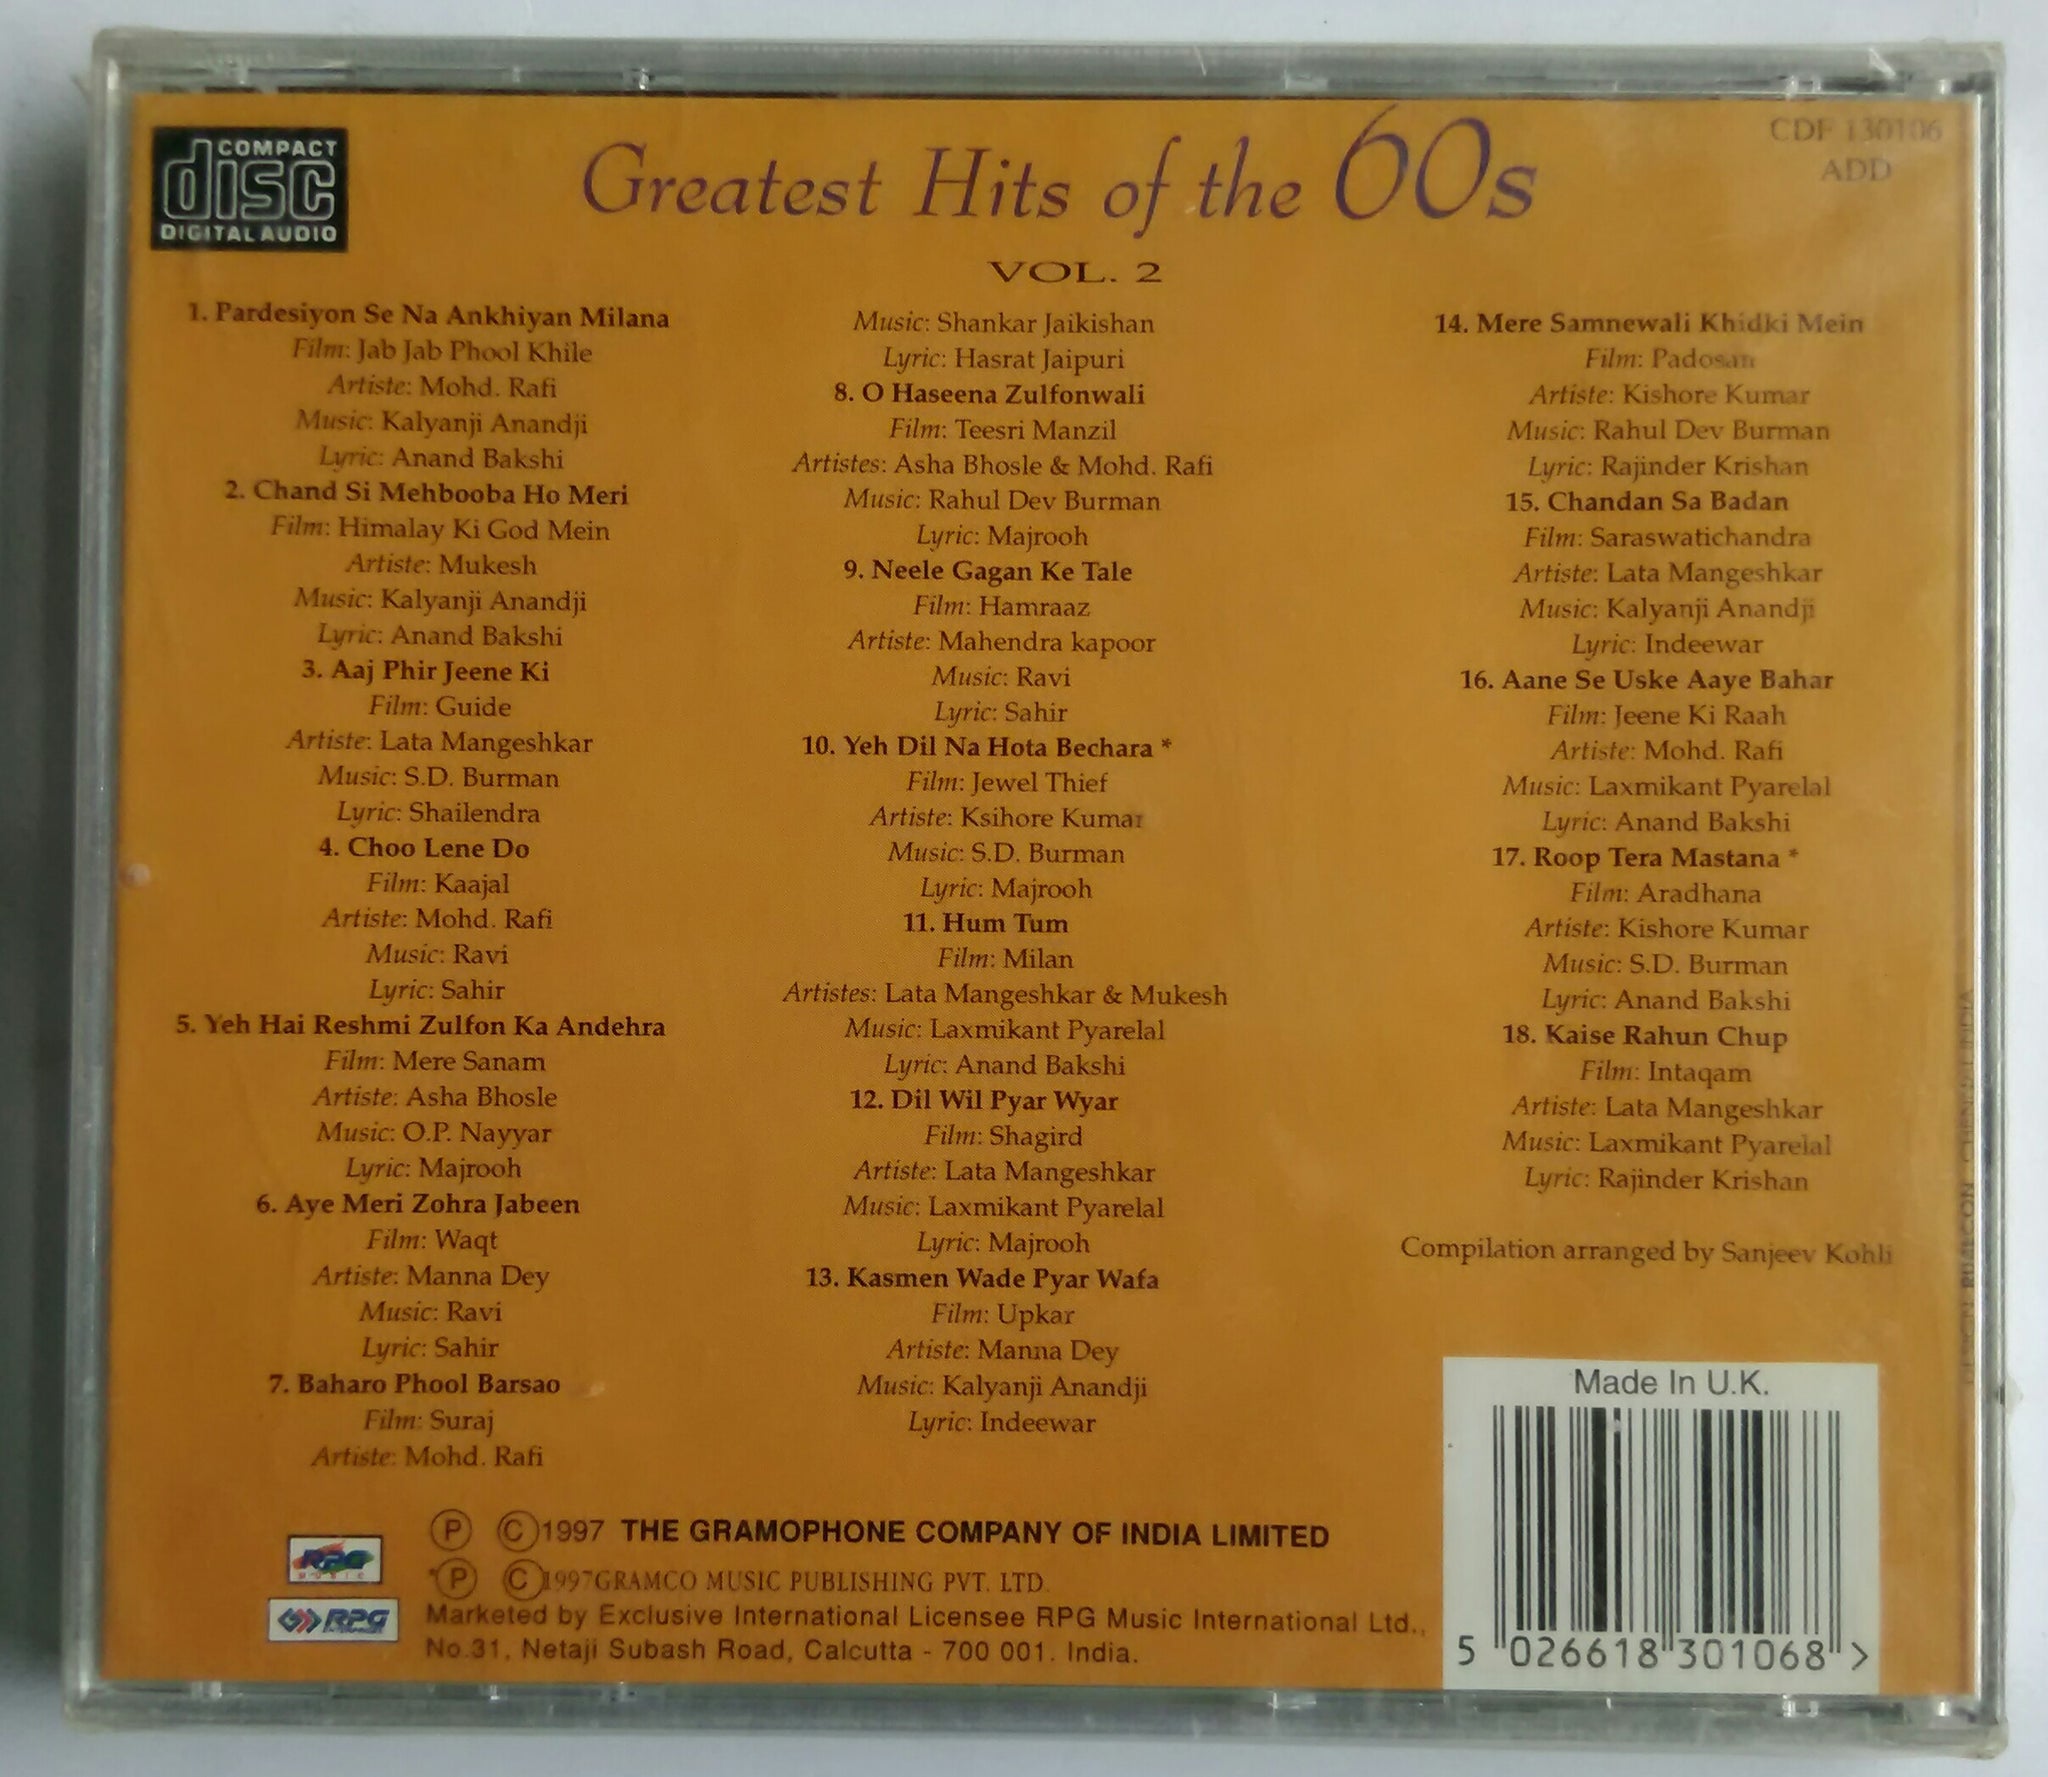 COMPACT
disc
DIGITAL AUDIO
Greatest Hits of the 60s
VOL. 2
CDF 130106
ADD
1. Pardesiyon Se Na Ankhiyan Milana
Film: Jab Jab Phool Khile
Artiste: Mohd. Rafi
Music: Kalyanji Anandji
Lyric: Anand Bakshi
2. Chand Si Mehbooba Ho Meri
Film: Himalay Ki God Mein
Artiste: Mukesh
Music: Kalyanji Anandji
Lyric: Anand Bakshi
3. Aaj Phir Jeene Ki
Film: Guide
Artiste: Lata Mangeshkar
Music: S.D. Burman
Lyric: Shailendra
4. Choo Lene Do
Film: Kaajal
Artiste: Mohd. Rafi
Music: Ravi
Lyric: Sahir
5. Yeh Hai Reshmi Zulfon Ka Andehra
Film: Mere Sanam
Artiste: Asha Bhosle
Music: O.P. Nayyar
Lyric: Majrooh
6. Aye Meri Zohra Jabeen
Film: Waqt
Artiste: Manna Dey
Music: Ravi
Lyric: Sahir
7. Baharo Phool Barsao
Film: Suraj
Artiste: Mohd. Rafi
Music: Shankar Jaikishan
Lyric: Hasrat Jaipuri
8. O Haseena Zulfonwali
Film: Teesri Manzil
Artistes: Asha Bhosle & Mohd. Rafi
Music: Rahul Dev Burman
Lyric: Majrooh
9. Neele Gagan Ke Tale
Film: Hamraaz
Artiste: Mahendra kapoor
Music: Ravi
Lyric: Sahir
10. Yeh Dil Na Hota Bechara *
Film: Jewel Thief
Artiste: Ksihore Kumar
Music: S.D. Burman
Lyric: Majrooh
11. Hum Tum
Film: Milan
Artistes: Lata Mangeshkar & Mukesh
Music: Laxmikant Pyarelal
Lyric: Anand Bakshi
12. Dil Wil Pyar Wyar
Film: Shagird
Artiste: Lata Mangeshkar
Music: Laxmikant Pyarelal
Lyric: Majrooh
13. Kasmen Wade Pyar Wafa
Film: Upkar
Artiste: Manna Dey
Music: Kalyanji Anandji
Lyric: Indeewar
14. Mere Samnewali Khidki Mein
Film: Padosan
Artiste: Kishore Kumar
Music: Rahul Dev Burman
Lyric: Rajinder Krishan
15. Chandan Sa Badan
Film: Saraswatichandra
Artiste: Lata Mangeshkar
Music: Kalyanji Anandji
Lyric: Indeewar
16. Aane Se Uske Aaye Bahar
Film: Jeene Ki Raah
Artiste: Mohd. Rafi
Music: Laxmikant Pyarelal
Lyric: Anand Bakshi
17. Roop Tera Mastana *
Film: Aradhana
Artiste: Kishore Kumar
Music: S.D. Burman
Lyric: Anand Bakshi
18. Kaise Rahun Chup
Film: Intaqam
Artiste: Lata Mangeshkar
Music: Laxmikant Pyarelal
Lyric: Rajinder Krishan
Compilation arranged by Sanjeev Kohli
Made In U.K.
5 026618 301068 >
RPG
MUSIC
RPG
Ⓟ Ⓒ 1997 THE GRAMOPHONE COMPANY OF INDIA LIMITED
*Ⓟ Ⓒ 1997 GRAMCO MUSIC PUBLISHING PVT. LTD.
Marketed by Exclusive International Licensee RPG Music International Ltd.,
No.31, Netaji Subash Road, Calcutta - 700 001. India.